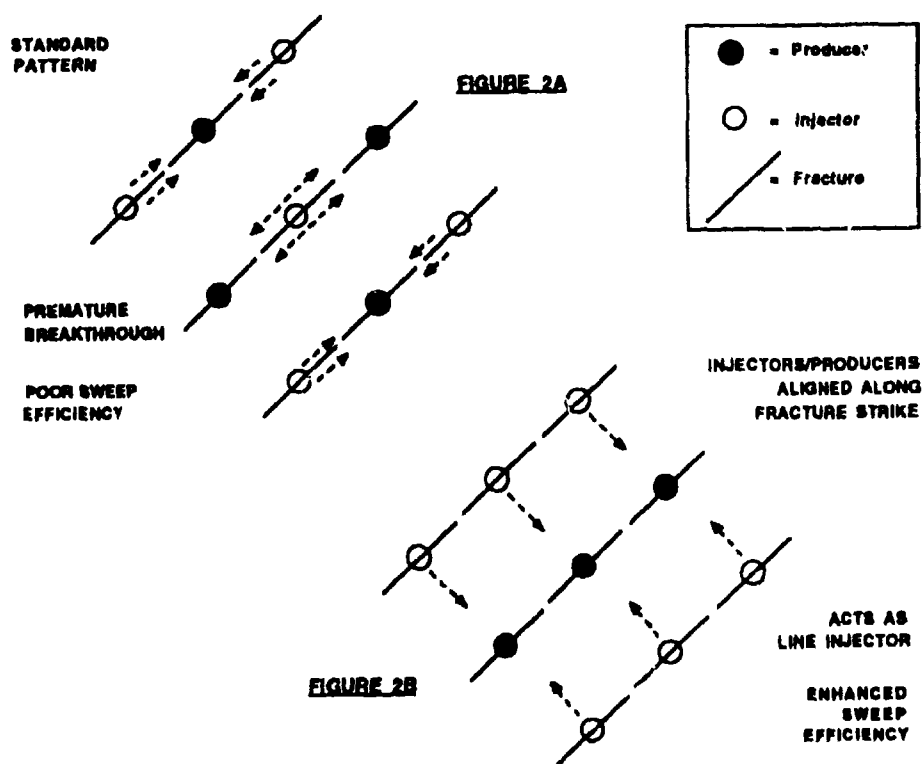 STANDARD
PATTERN
FIGURE 2A
= Producer
= Injector
= Fracture
PREMATURE
BREAKTHROUGH
POOR SWEEP
EFFICIENCY
INJECTORS/PRODUCERS
ALIGNED ALONG
FRACTURE STRIKE
ACTS AS
LINE INJECTOR
FIGURE 2B
ENHANCED
SWEEP
EFFICIENCY